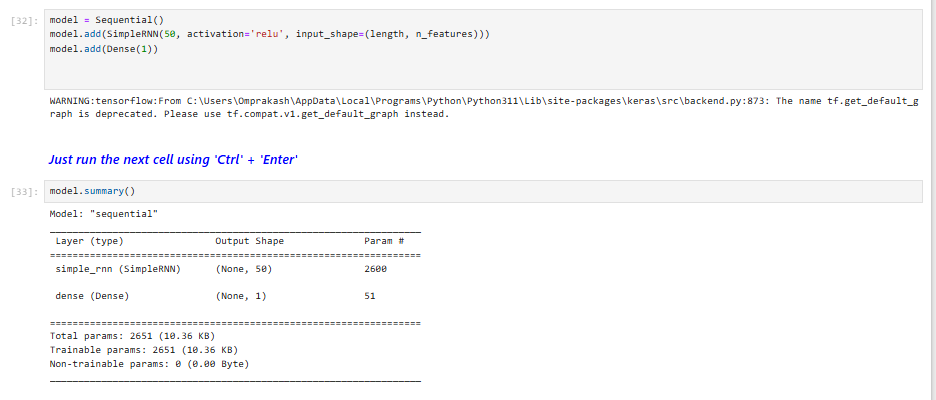 [32]: model = Sequential()
model.add(SimpleRNN(50, activation='relu', input_shape=(length, n_features)))
model.add(Dense(1))
WARNING:tensorflow:From C:\Users\Omprakash\AppData\Local\Programs\Python\Python311\Lib\site-packages\keras\src\backend.py:873: The name tf.get_default_g
raph is deprecated. Please use tf.compat.v1.get_default_graph instead.
Just run the next cell using 'Ctrl' + 'Enter'
[33]: model.summary()
Model: "sequential"
_________________________________________________________________
Layer (type) Output Shape Param #
=================================================================
simple_rnn (SimpleRNN) (None, 50) 2600
dense (Dense) (None, 1) 51
=================================================================
Total params: 2651 (10.36 KB)
Trainable params: 2651 (10.36 KB)
Non-trainable params: 0 (0.00 Byte)
_________________________________________________________________